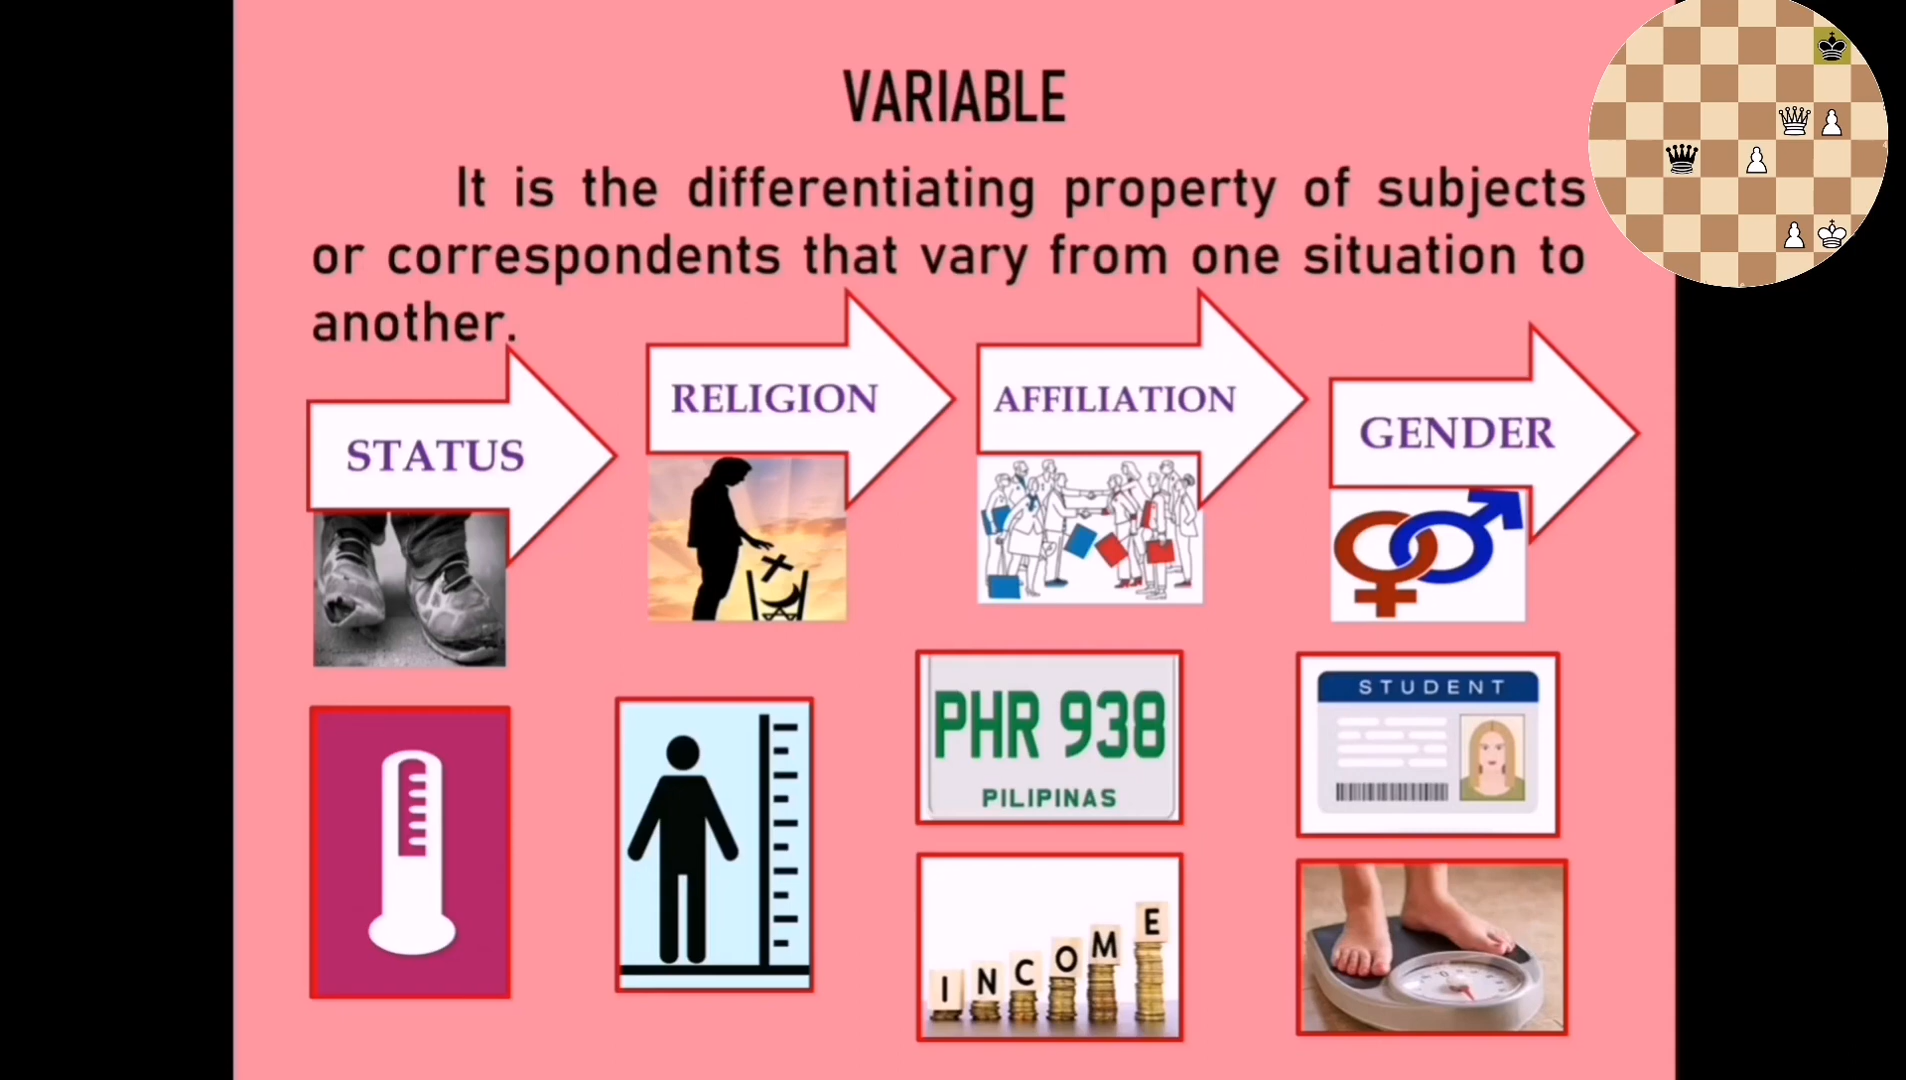 VARIABLE
It is the differentiating property of subjects
or correspondents that vary from one situation to
another.
STATUS
RELIGION
AFFILIATION
GENDER
PHR 938
PILIPINAS
STUDENT
INCOME